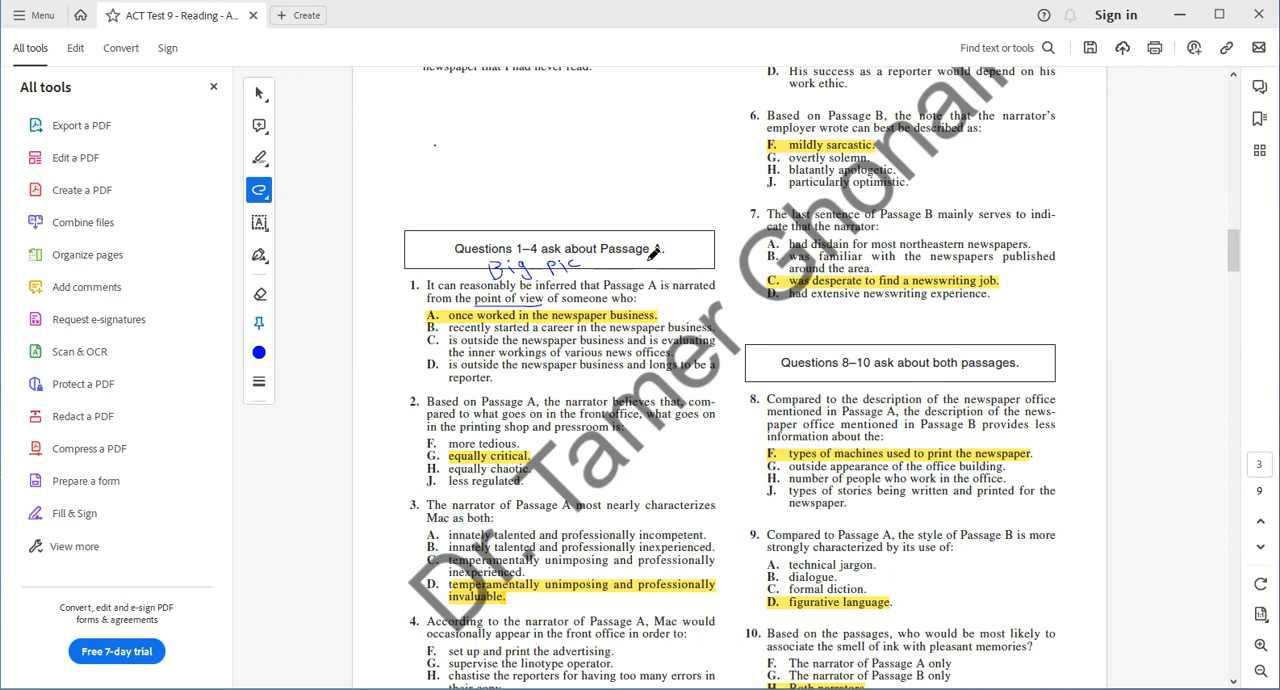 Menu
ACT Test 9 - Reading - A...
Create
Sign in
All tools
Edit
Convert
Sign
Find text or tools
All tools
Export a PDF
Edit a PDF
Create a PDF
Combine files
Organize pages
Add comments
Request e-signatures
Scan & OCR
Protect a PDF
Redact a PDF
Compress a PDF
Prepare a form
Fill & Sign
View more
Convert, edit and e-sign PDF
forms & agreements
Free 7-day trial
newspaper that I had never read.
Questions 1–4 ask about Passage A.
Big pic
1. It can reasonably be inferred that Passage A is narrated
from the point of view of someone who:
A. once worked in the newspaper business.
B. recently started a career in the newspaper business.
C. is outside the newspaper business and is evaluating
the inner workings of various news offices.
D. is outside the newspaper business and longs to be a
reporter.
2. Based on Passage A, the narrator believes that, com-
pared to what goes on in the front office, what goes on
in the printing shop and pressroom is:
F. more tedious.
G. equally critical.
H. equally chaotic.
J. less regulated.
3. The narrator of Passage A most nearly characterizes
Mac as both:
A. innately talented and professionally incompetent.
B. innately talented and professionally inexperienced.
C. temperamentally unimposing and professionally
inexperienced.
D. temperamentally unimposing and professionally
invaluable.
4. According to the narrator of Passage A, Mac would
occasionally appear in the front office in order to:
F. set up and print the advertising.
G. supervise the linotype operator.
H. chastise the reporters for having too many errors in
their copy.
D. His success as a reporter would depend on his
work ethic.
6. Based on Passage B, the note that the narrator's
employer wrote can best be described as:
F. mildly sarcastic.
G. overtly solemn.
H. blatantly apologetic.
J. particularly optimistic.
7. The last sentence of Passage B mainly serves to indi-
cate that the narrator:
A. had disdain for most northeastern newspapers.
B. was familiar with the newspapers published
around the area.
C. was desperate to find a newswriting job.
D. had extensive newswriting experience.
Questions 8–10 ask about both passages.
8. Compared to the description of the newspaper office
mentioned in Passage A, the description of the news-
paper office mentioned in Passage B provides less
information about the:
F. types of machines used to print the newspaper.
G. outside appearance of the office building.
H. number of people who work in the office.
J. types of stories being written and printed for the
newspaper.
9. Compared to Passage A, the style of Passage B is more
strongly characterized by its use of:
A. technical jargon.
B. dialogue.
C. formal diction.
D. figurative language.
10. Based on the passages, who would be most likely to
associate the smell of ink with pleasant memories?
F. The narrator of Passage A only
G. The narrator of Passage B only
H. Both narrators
Dr. Tamer Ghonaim
3
9